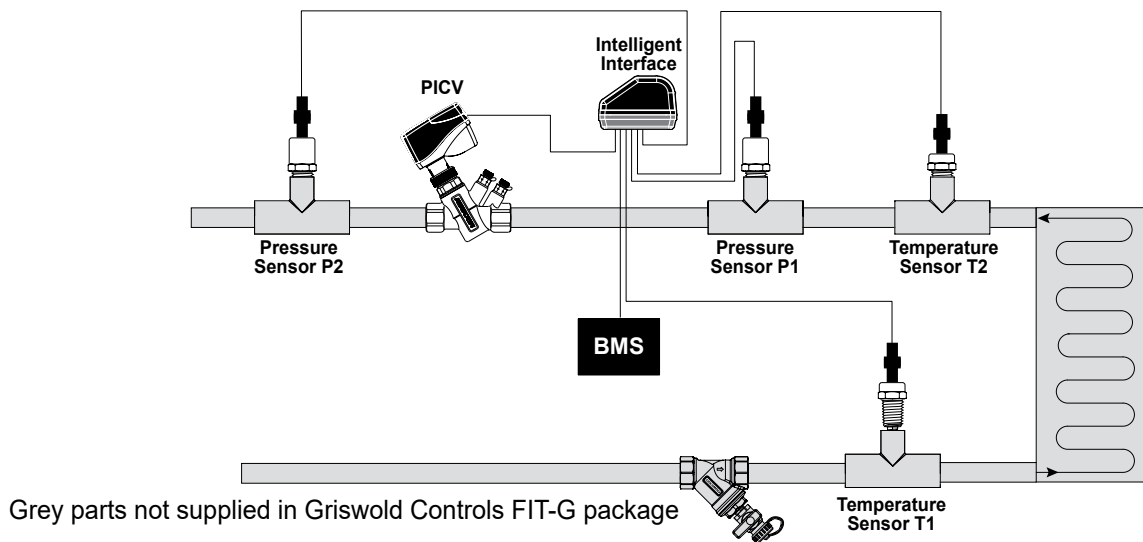 Intelligent
Interface
PICV
Pressure
Sensor P2
Pressure
Sensor P1
Temperature
Sensor T2
BMS
Grey parts not supplied in Griswold Controls FIT-G package
Temperature
Sensor T1